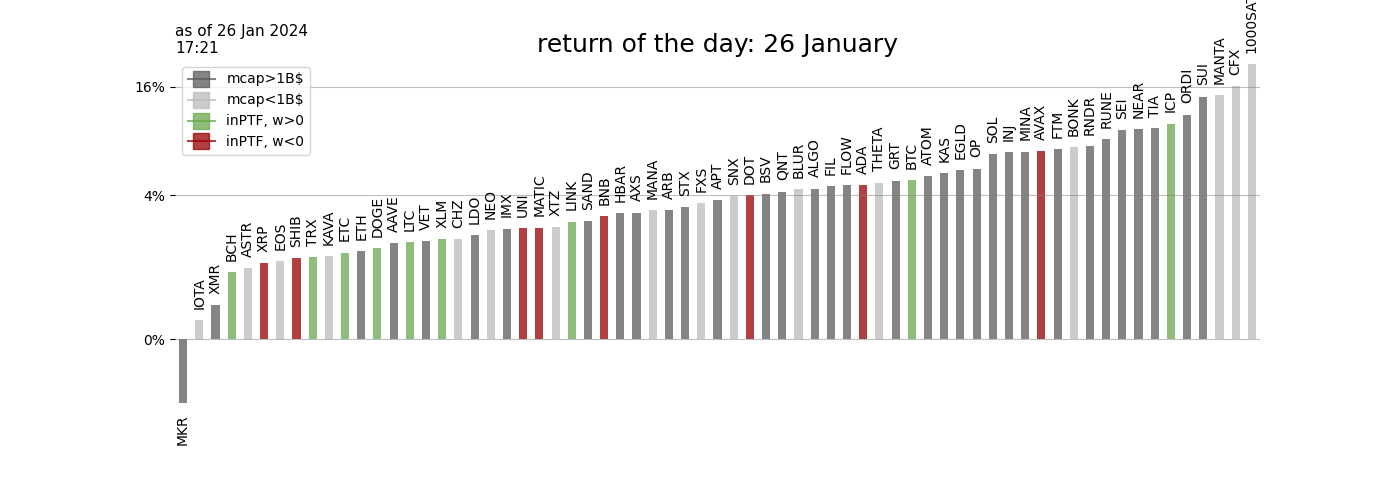 as of 26 Jan 2024
17:21
return of the day: 26 January
mcap>1B$
mcap<1B$
inPTF, w>0
inPTF, w<0
16%
4%
0%
MKR
IOTA
XMR
BCH
ASTR
XRP
EOS
SHIB
TRX
KAVA
ETC
ETH
DOGE
AAVE
LTC
VET
XLM
CHZ
LDO
NEO
IMX
UNI
MATIC
XTZ
LINK
SAND
BNB
HBAR
AXS
MANA
ARB
STX
FXS
APT
SNX
DOT
BSV
QNT
BLUR
ALGO
FIL
FLOW
ADA
THETA
GRT
BTC
ATOM
KAS
EGLD
OP
SOL
INJ
MINA
AVAX
FTM
BONK
RNDR
RUNE
SEI
NEAR
TIA
ICP
ORDI
SUI
MANTA
CFX